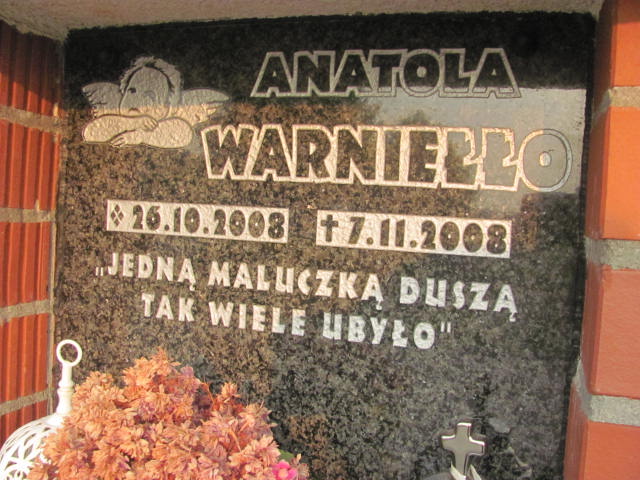 ANATOLA
WARNIEŁŁO
26.10.2008 7.11.2008
„JEDNĄ MALUCZKĄ DUSZĄ
TAK WIELE UBYŁO"